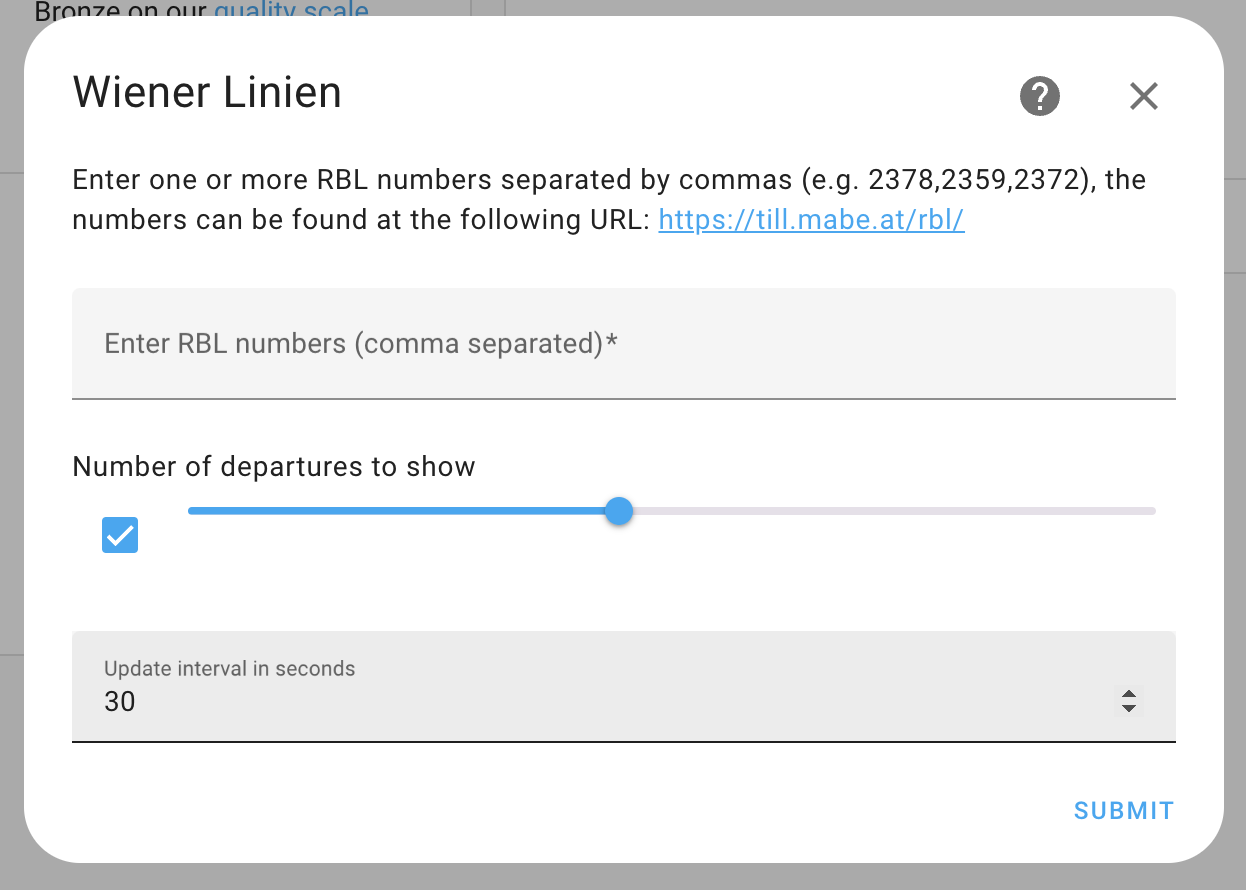 Bronze on our quality scale
Wiener Linien
Enter one or more RBL numbers separated by commas (e.g. 2378,2359,2372), the
numbers can be found at the following URL: https://till.mabe.at/rbl/
Enter RBL numbers (comma separated)*
Number of departures to show
Update interval in seconds
30
SUBMIT